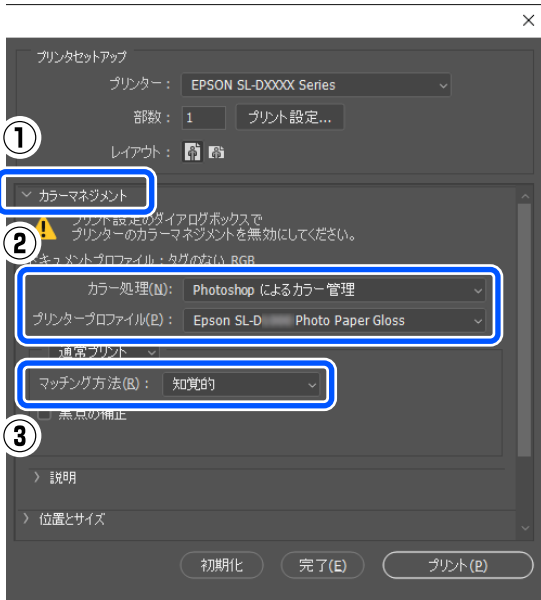 プリンタセットアップ
プリンター： EPSON SL-DXXXX Series
部数： 1 プリント設定...
①
レイアウト：
カラーマネジメント
プリント設定のダイアログボックスで
②
プリンターのカラーマネジメントを無効にしてください。
ドキュメントプロファイル：タグのない RGB
カラー処理(N)： Photoshop によるカラー管理
プリンタープロファイル(P)： Epson SL-D Photo Paper Gloss
通常プリント
マッチング方法(R)： 知覚的
黒点の補正
③
説明
位置とサイズ
初期化 完了(E) プリント(P)